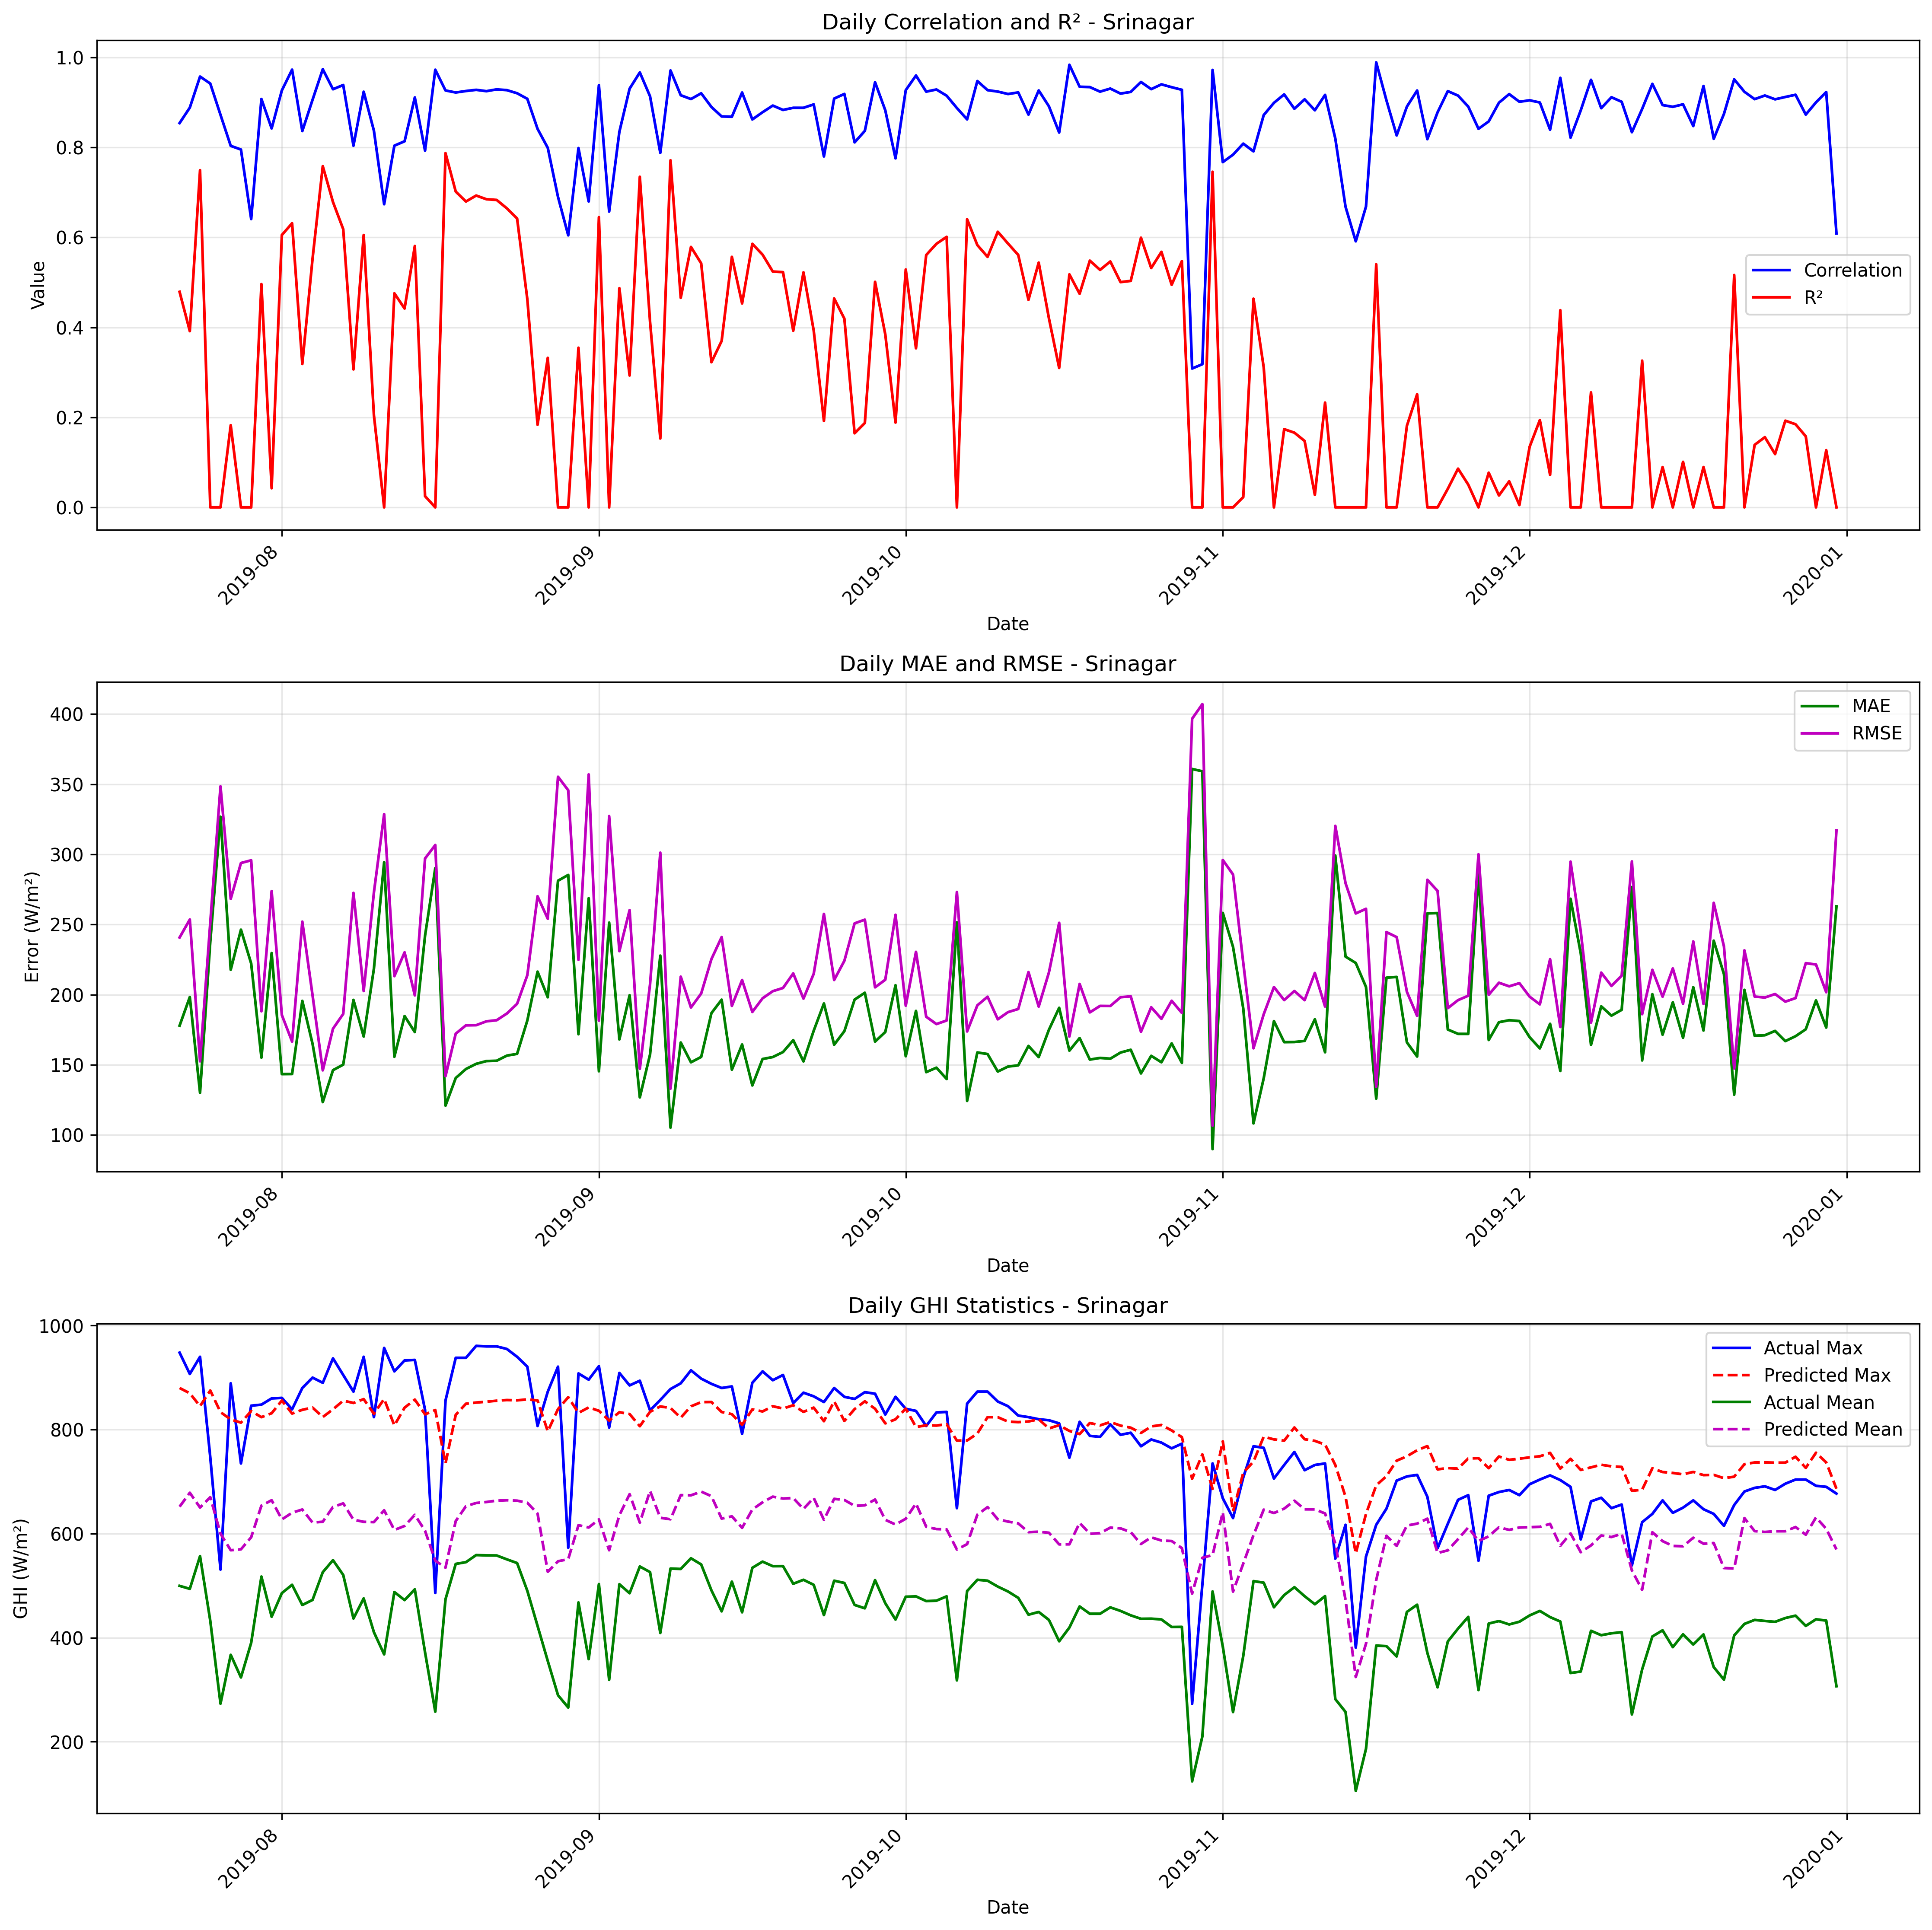 Daily Correlation and R² - Srinagar
1.0
0.8
0.6
0.4
0.2
0.0
Value
Correlation
R²
2019-08
2019-09
2019-10
2019-11
2019-12
2020-01
Date
Daily MAE and RMSE - Srinagar
400
350
300
250
200
150
100
Error (W/m²)
MAE
RMSE
2019-08
2019-09
2019-10
2019-11
2019-12
2020-01
Date
Daily GHI Statistics - Srinagar
1000
800
600
400
200
GHI (W/m²)
Actual Max
Predicted Max
Actual Mean
Predicted Mean
2019-08
2019-09
2019-10
2019-11
2019-12
2020-01
Date